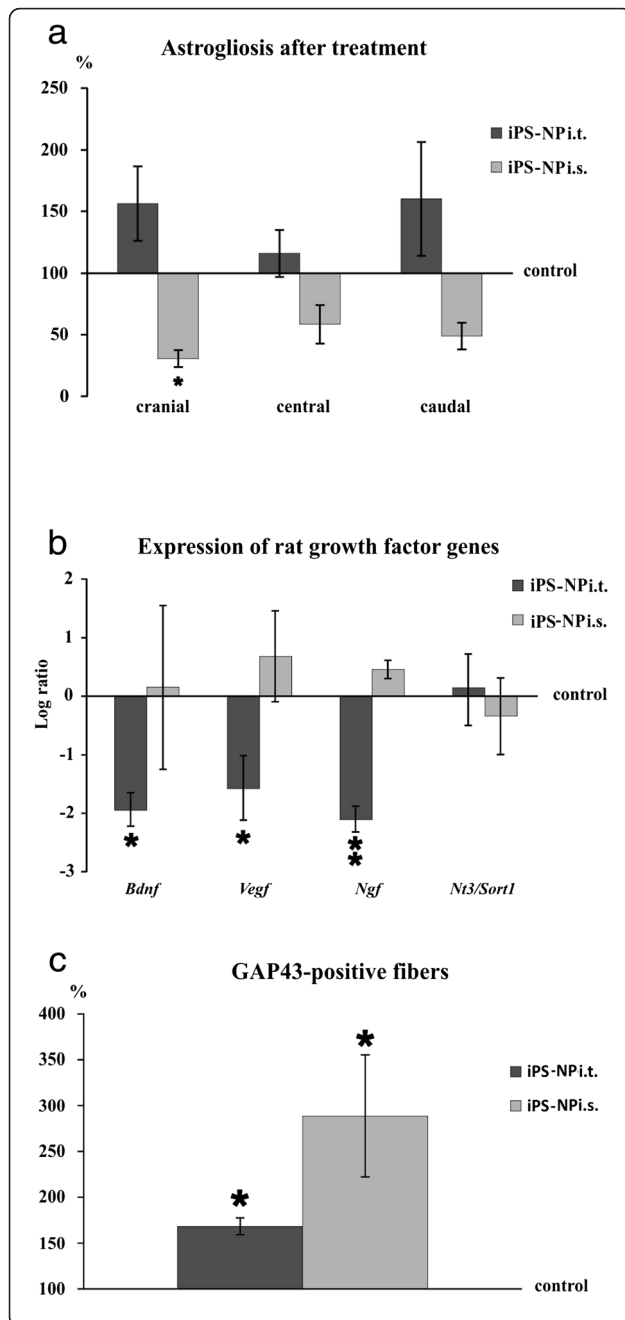 a
Astrogliosis after treatment
%
250
200
150
100
50
0
iPS-NPi.t.
iPS-NPi.s.
control
*
cranial central caudal
b
Expression of rat growth factor genes
Log ratio
2
1
0
-1
-2
-3
iPS-NPi.t.
iPS-NPi.s.
control
* * * *
Bdnf Vegf Ngf Nt3/Sort1
c
GAP43-positive fibers
%
400
350
300
250
200
150
100
* *
iPS-NPi.t.
iPS-NPi.s.
control